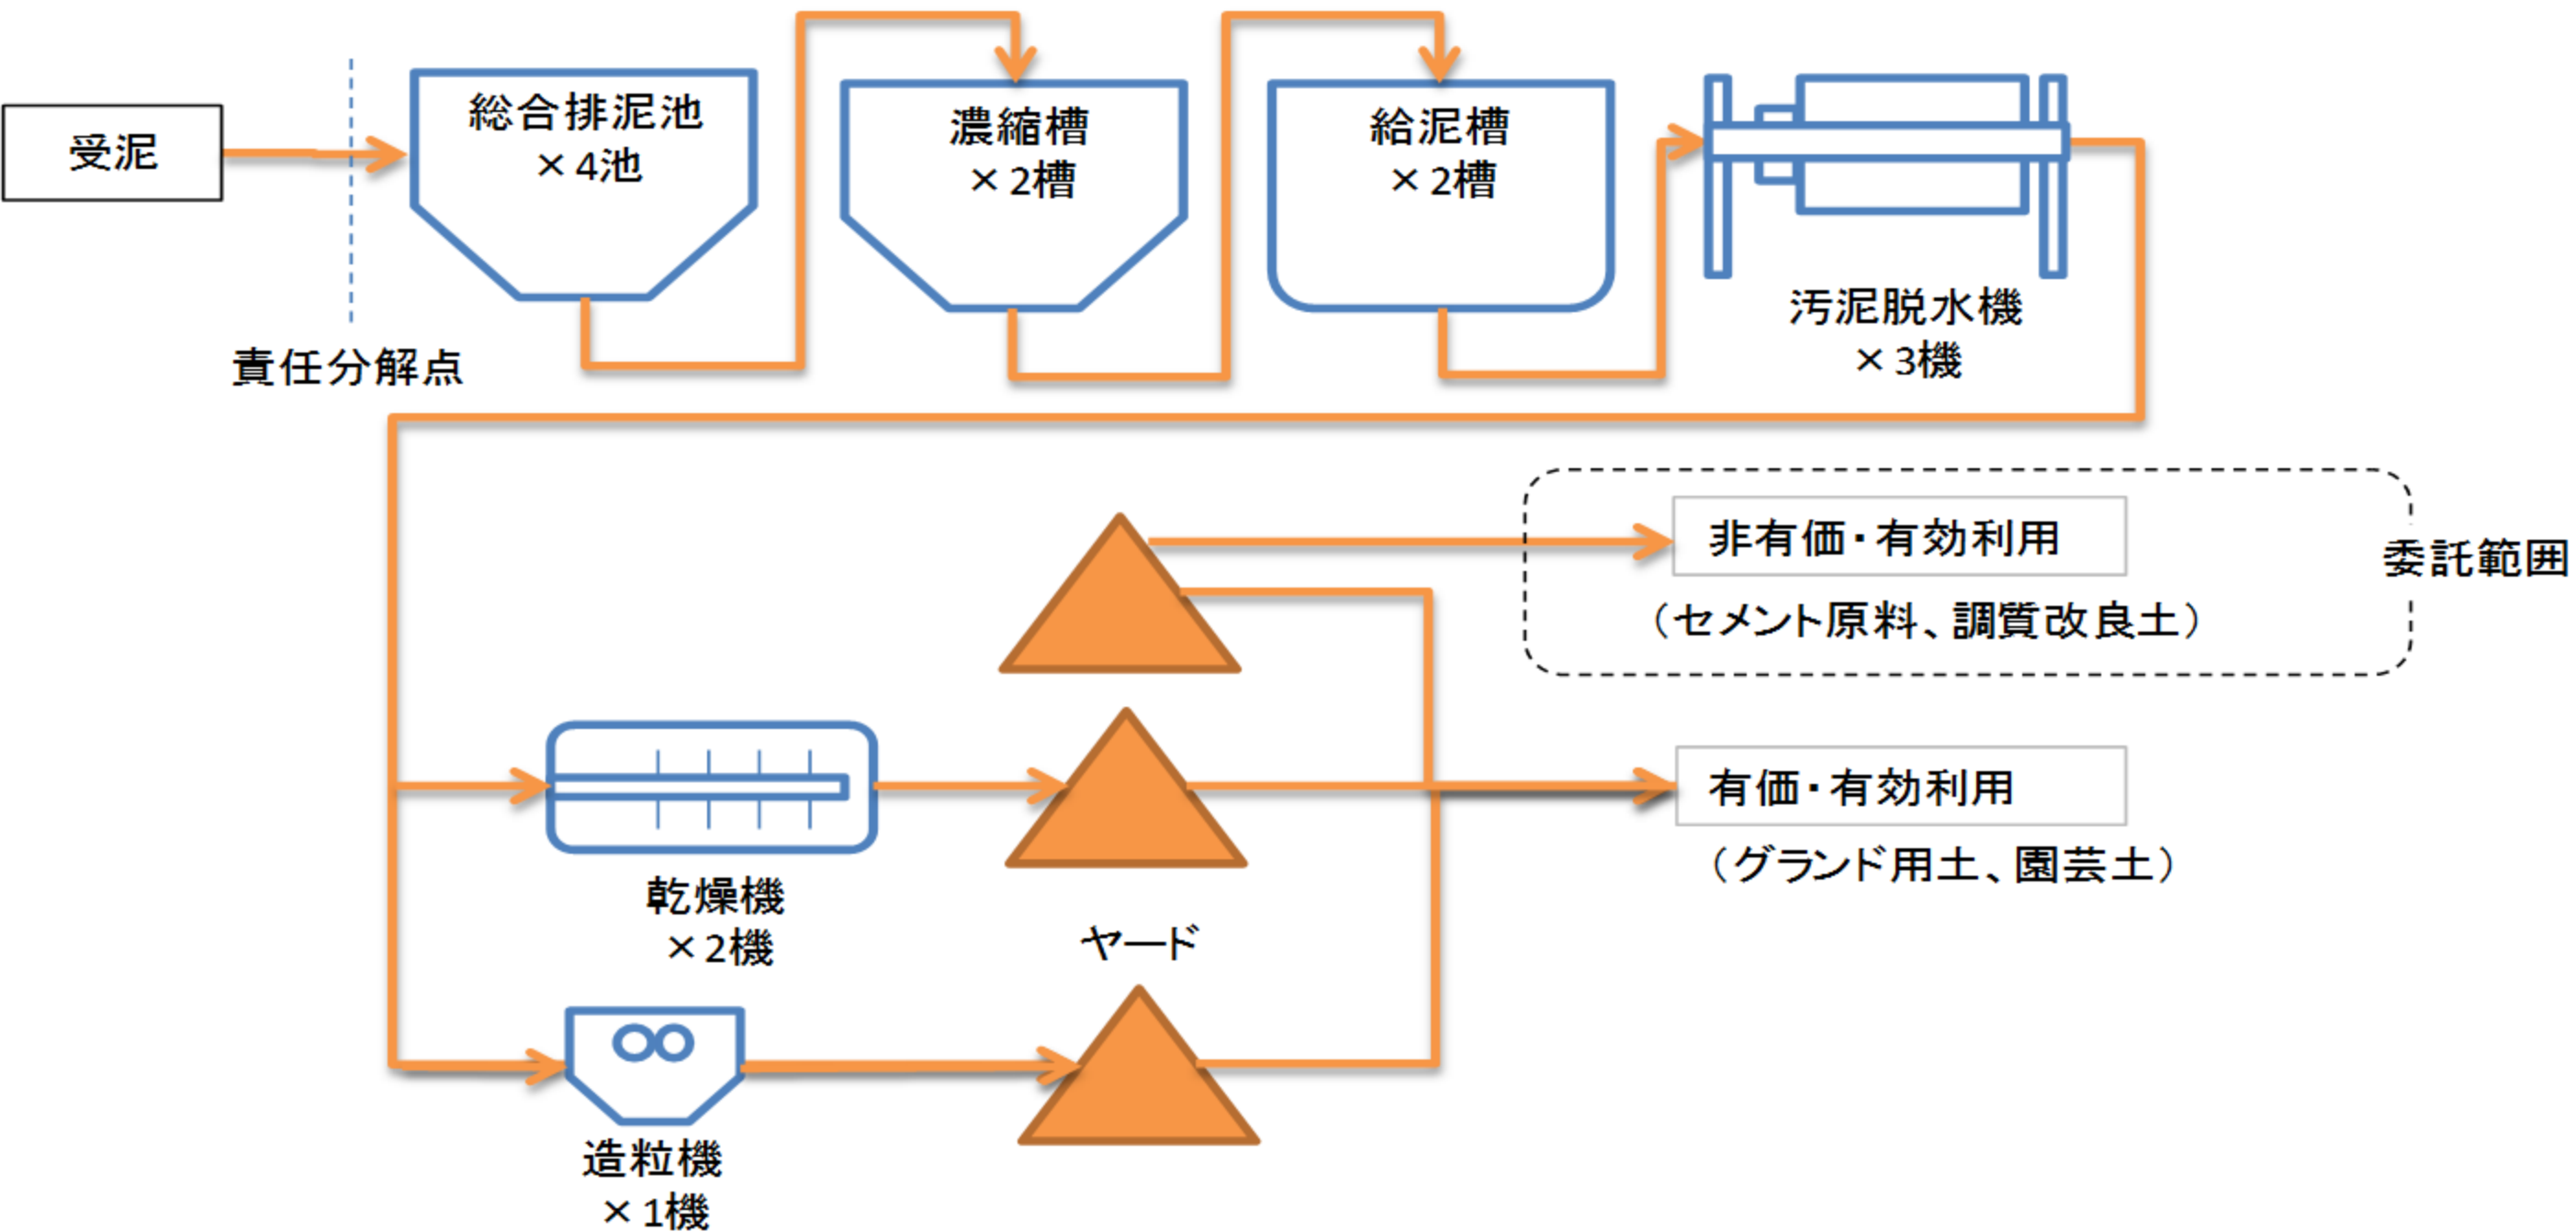 受泥
責任分解点
総合排泥池
×4池
濃縮槽
×2槽
給泥槽
×2槽
汚泥脱水機
×3機
非有価・有効利用
(セメント原料、調質改良土)
委託範囲
有価・有効利用
(グランド用土、園芸土)
乾燥機
×2機
ヤード
造粒機
×1機